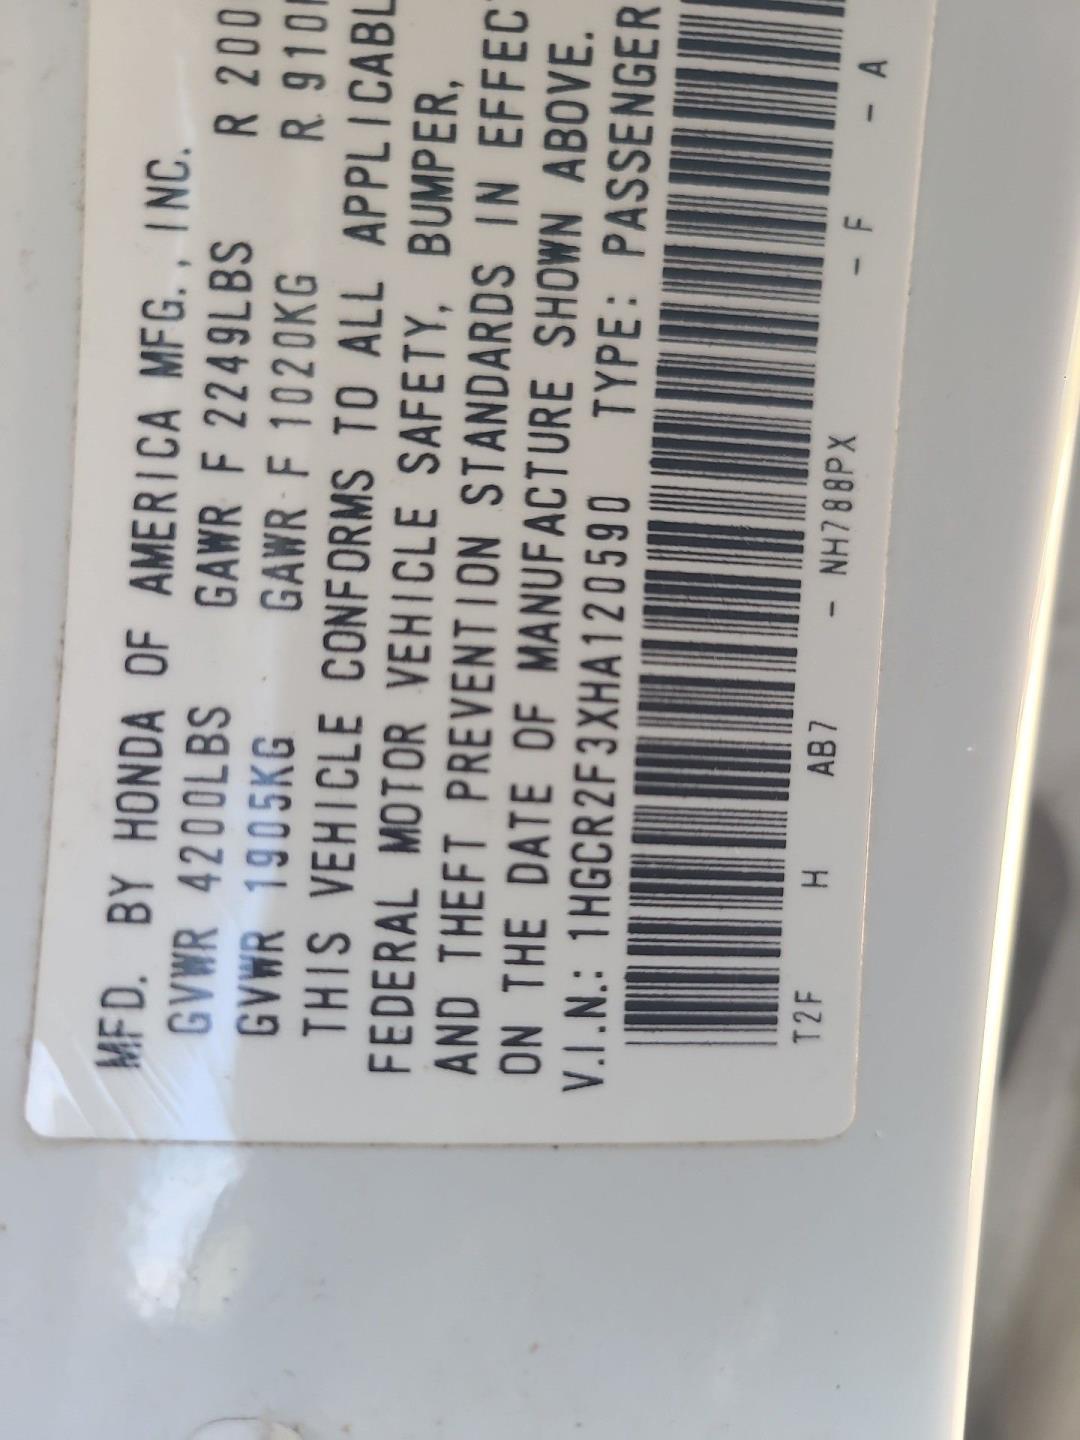 MFD. BY HONDA OF AMERICA MFG., INC.
GVWR 4200LBS GAWR F 2249LBS R 200
GVWR 1905KG GAWR F 1020KG R 910
THIS VEHICLE CONFORMS TO ALL APPLICABL
FEDERAL MOTOR VEHICLE SAFETY, BUMPER,
AND THEFT PREVENTION STANDARDS IN EFFEC
ON THE DATE OF MANUFACTURE SHOWN ABOVE.
V.I.N.: 1HGCR2F3XHA120590 TYPE: PASSENGER
T2F H AB7 - NH788PX - F - A